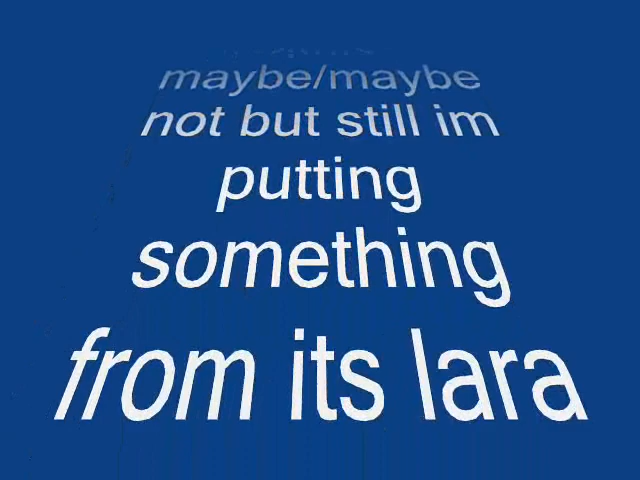 maybe/maybe
not but still im
putting
something
from its lara